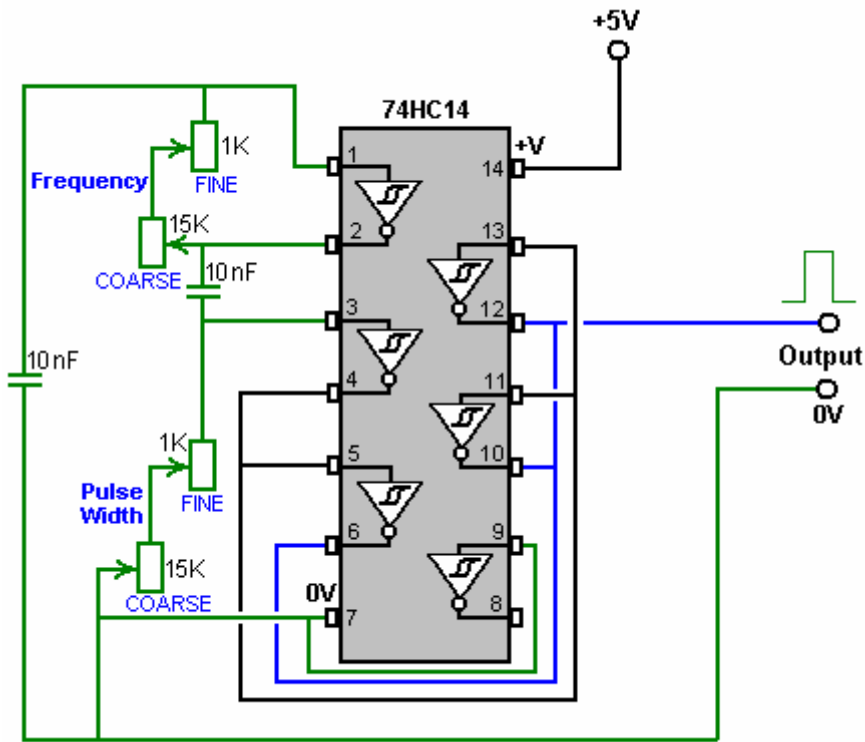 +5V
74HC14
+V
1K
FINE
Frequency
15K
COARSE
10nF
10nF
1
2
3
4
5
6
7
0V
14
13
12
11
10
9
8
1K
FINE
Pulse
Width
15K
COARSE
Output
0V